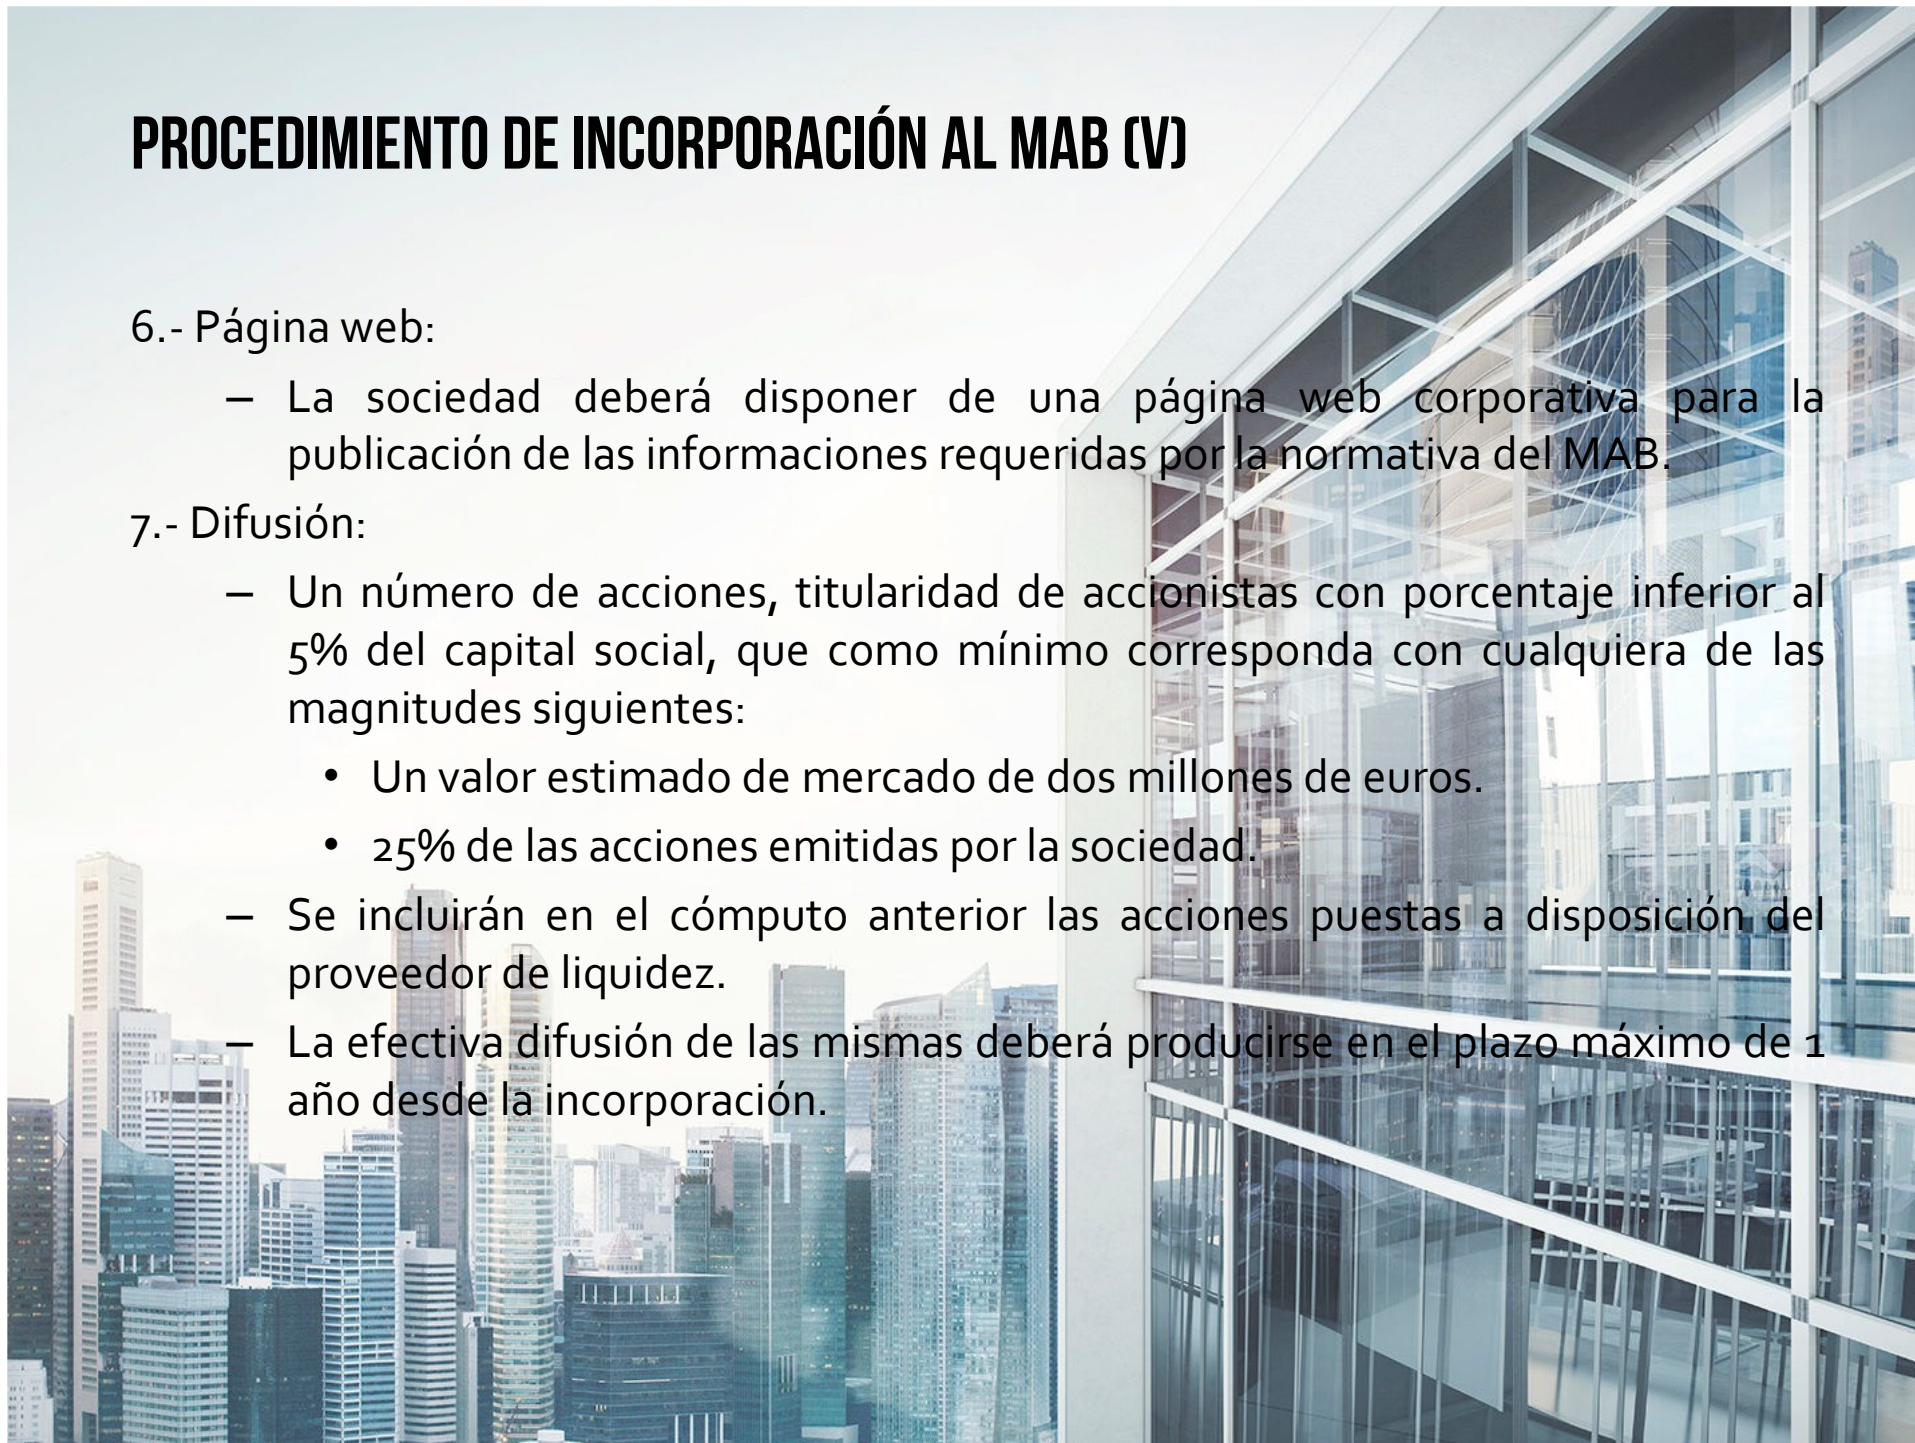 PROCEDIMIENTO DE INCORPORACIÓN AL MAB (V)
6.- Página web:
– La sociedad deberá disponer de una página web corporativa para la
publicación de las informaciones requeridas por la normativa del MAB.
7.- Difusión:
– Un número de acciones, titularidad de accionistas con porcentaje inferior al
5% del capital social, que como mínimo corresponda con cualquiera de las
magnitudes siguientes:
• Un valor estimado de mercado de dos millones de euros.
• 25% de las acciones emitidas por la sociedad.
– Se incluirán en el cómputo anterior las acciones puestas a disposición del
proveedor de liquidez.
– La efectiva difusión de las mismas deberá producirse en el plazo máximo de 1
año desde la incorporación.